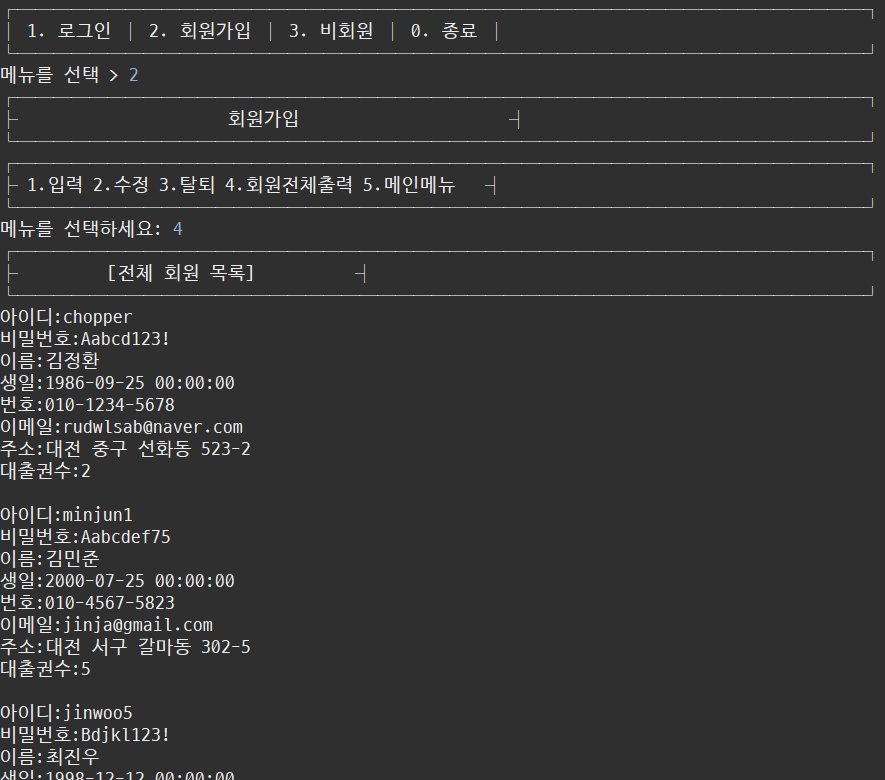 1. 로그인 | 2. 회원가입 | 3. 비회원 | 0. 종료 |
메뉴를 선택 > 2
회원가입
1.입력 2.수정 3.탈퇴 4.회원전체출력 5.메인메뉴
메뉴를 선택하세요: 4
[전체 회원 목록]
아이디:chopper
비밀번호:Aabcd123!
이름:김정환
생일:1986-09-25 00:00:00
번호:010-1234-5678
이메일:rudwlsab@naver.com
주소:대전 중구 선화동 523-2
대출권수:2
아이디:minjun1
비밀번호:Aabcdef75
이름:김민준
생일:2000-07-25 00:00:00
번호:010-4567-5823
이메일:jinja@gmail.com
주소:대전 서구 갈마동 302-5
대출권수:5
아이디:jinwoo5
비밀번호:Bdjkl123!
이름:최진우
생일:1998-12-12 00:00:00